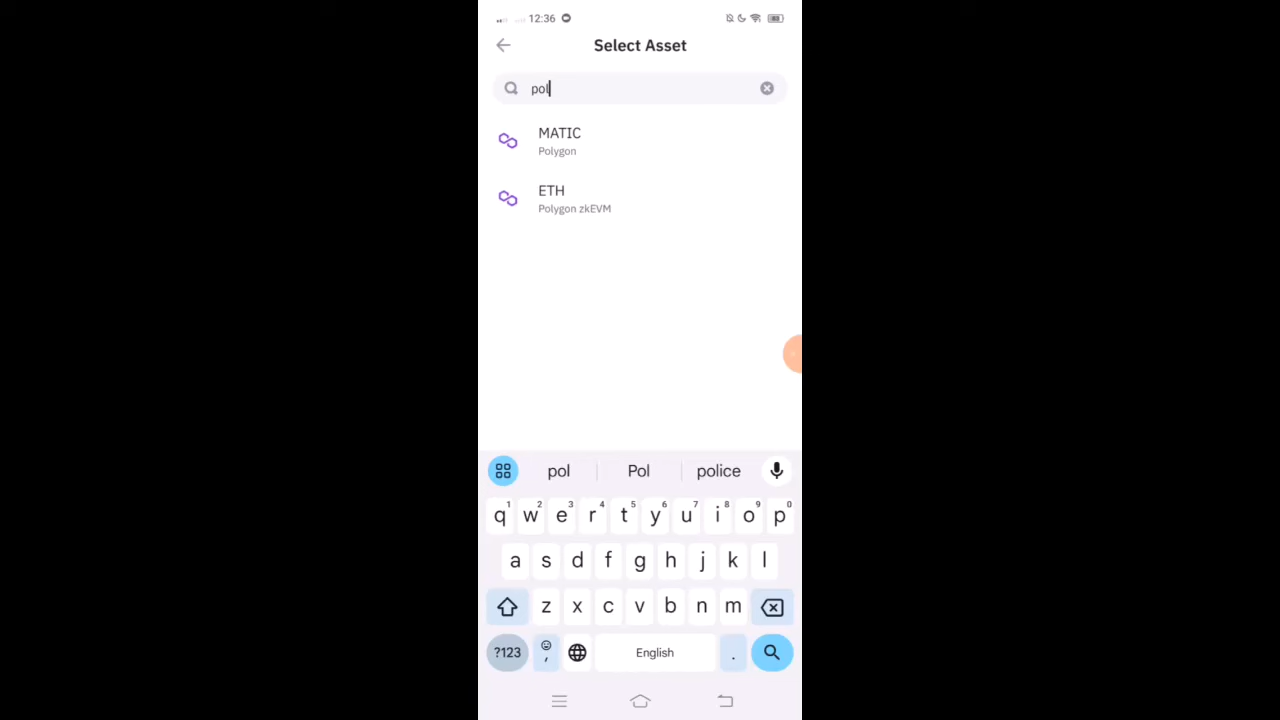 12:36
Select Asset
pol
MATIC
Polygon
ETH
Polygon zkEVM
pol Pol police
q1 w2 e3 r4 t5 y6 u7 i8 o9 p0
a s d f g h j k l
z x c v b n m
?123 , English .